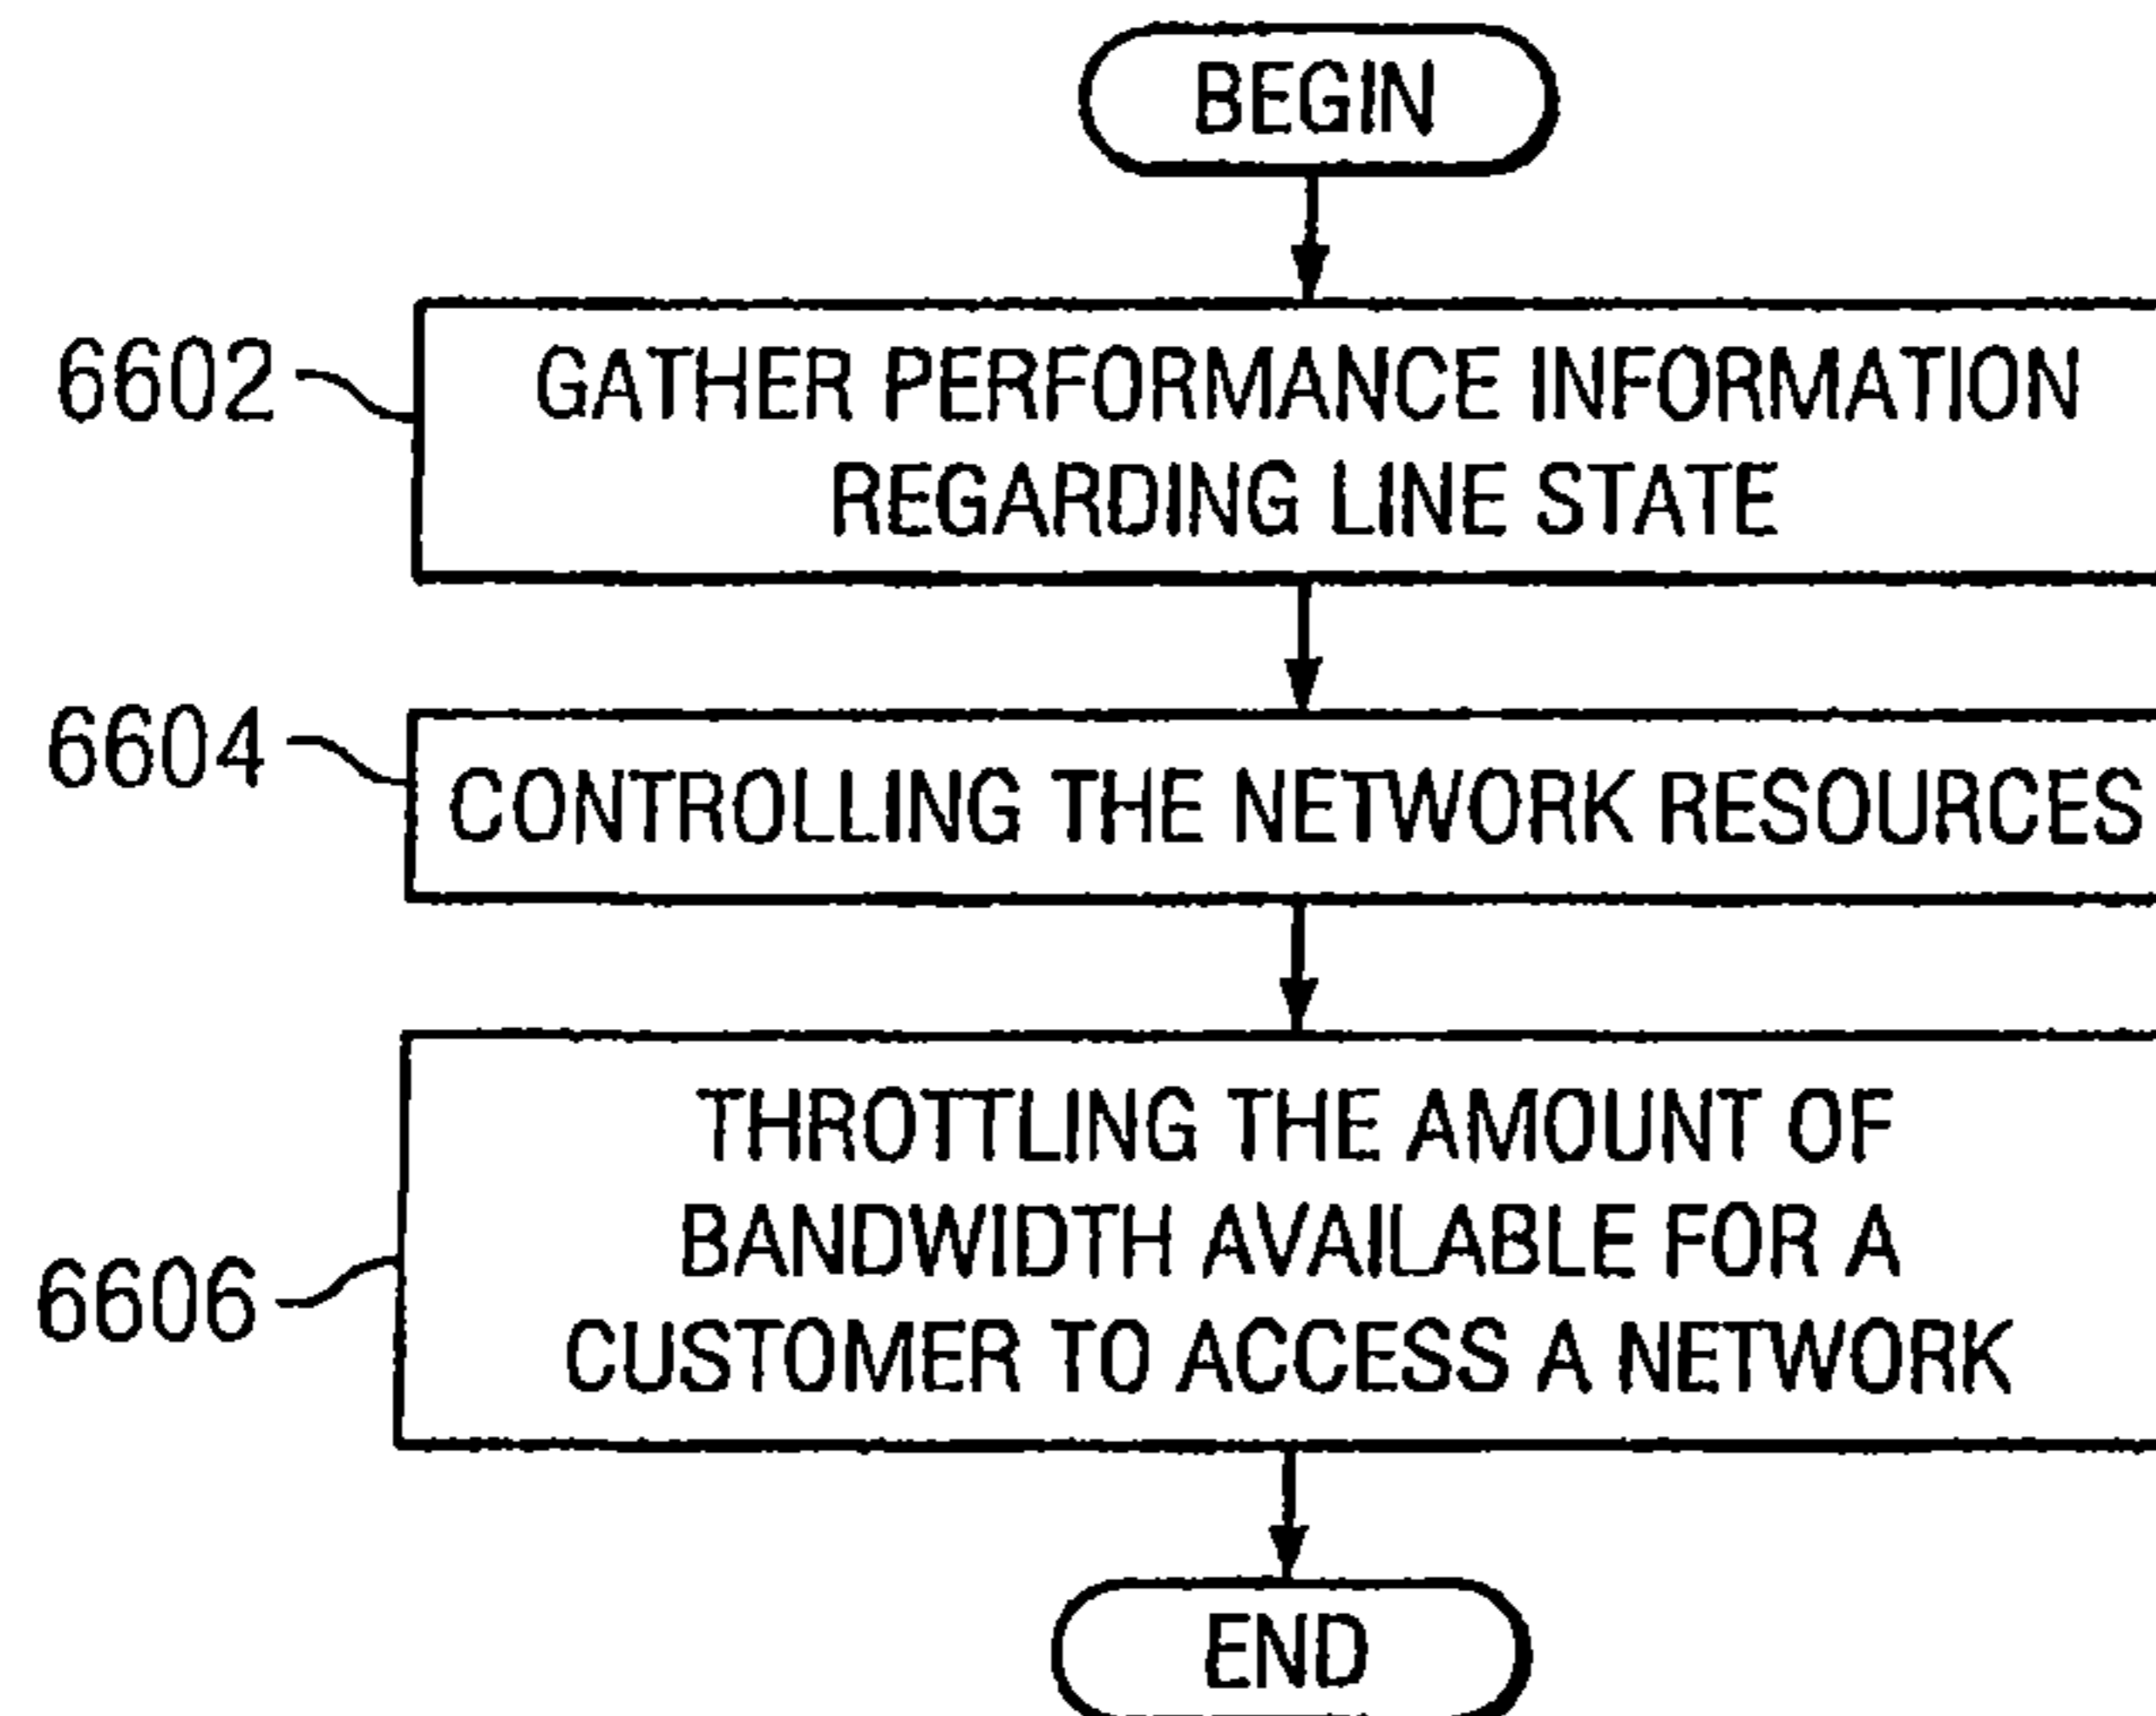 BEGIN
6602
GATHER PERFORMANCE INFORMATION
REGARDING LINE STATE
6604
CONTROLLING THE NETWORK RESOURCES
6606
THROTTLING THE AMOUNT OF
BANDWIDTH AVAILABLE FOR A
CUSTOMER TO ACCESS A NETWORK
END